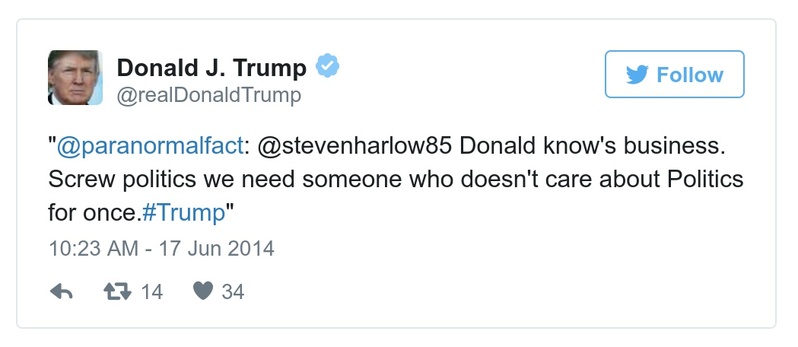 Donald J. Trump
@realDonaldTrump
Follow
"@paranormalfact: @stevenharlow85 Donald know's business.
Screw politics we need someone who doesn't care about Politics
for once.#Trump"
10:23 AM - 17 Jun 2014
14 34